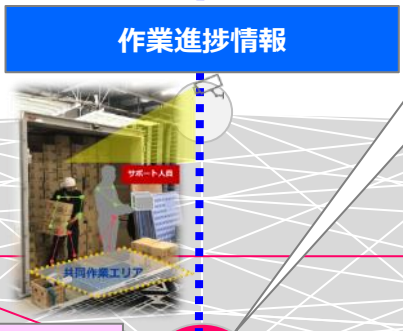 作業進捗情報
サポート人員
共同作業エリア